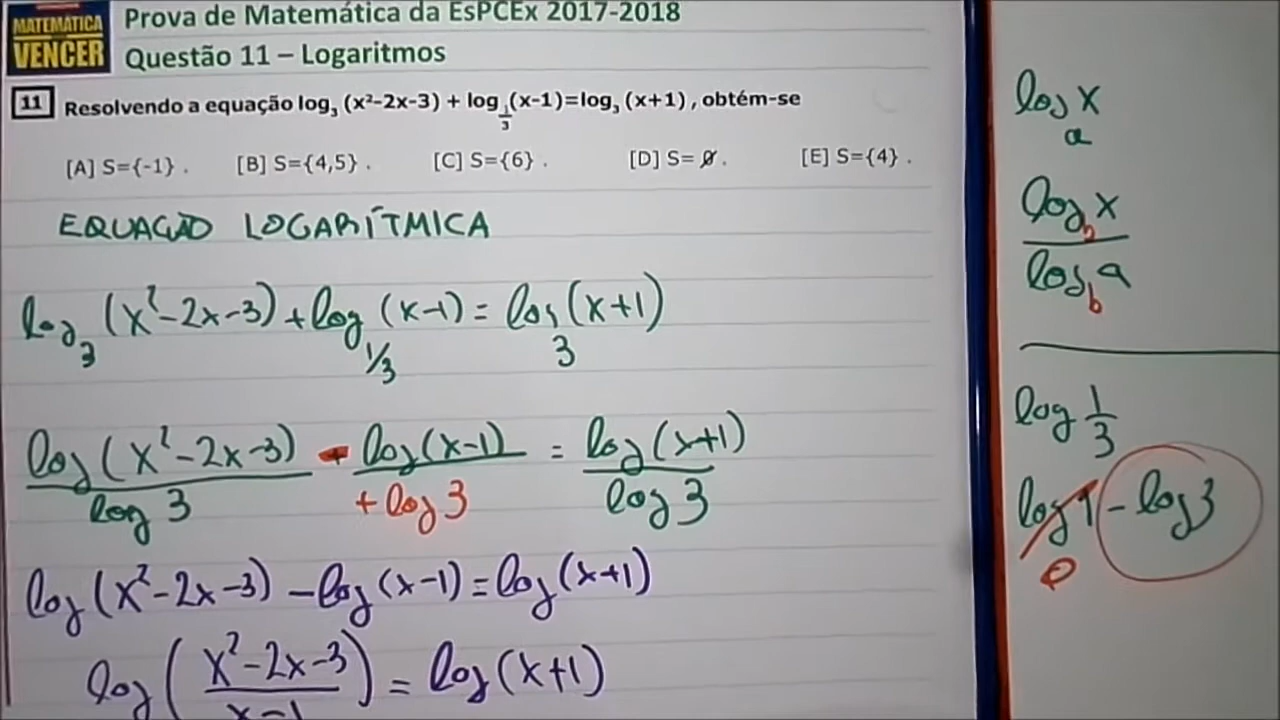 MATEMÁTICA
VENCER
Prova de Matemática da EsPCEx 2017-2018
Questão 11 – Logaritmos
11 Resolvendo a equação log₃ (x²-2x-3) + log_{1/3}(x-1)=log₃ (x+1) , obtém-se
[A] S={-1} . [B] S={4,5} . [C] S={6} . [D] S= ∅ . [E] S={4} .
EQUAÇÃO LOGARÍTMICA
log₃ (x²-2x-3) + log_{1/3} (x-1) = log₃ (x+1)
log(x²-2x-3) - log(x-1) = log(x+1)
log 3 + log 3 log 3
log(x²-2x-3) - log(x-1) = log(x+1)
log(x²-2x-3) = log(x+1)
x-1
logₐ x
log_b x
log_b a
log 1/3
log 1 - log 3
0